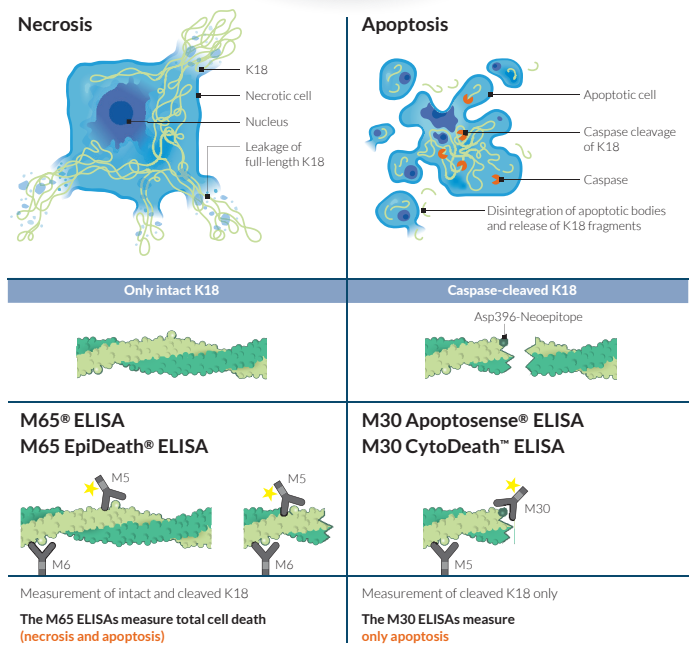 Necrosis
K18
Necrotic cell
Nucleus
Leakage of
full-length K18
Apoptosis
Apoptotic cell
Caspase cleavage
of K18
Caspase
Disintegration of apoptotic bodies
and release of K18 fragments
Only intact K18
Caspase-cleaved K18
Asp396-Neoepitope
M65® ELISA
M65 EpiDeath® ELISA
M5
M6
M5
M6
Measurement of intact and cleaved K18
The M65 ELISAs measure total cell death
(necrosis and apoptosis)
M30 Apoptosense® ELISA
M30 CytoDeath™ ELISA
M30
M5
Measurement of cleaved K18 only
The M30 ELISAs measure
only apoptosis